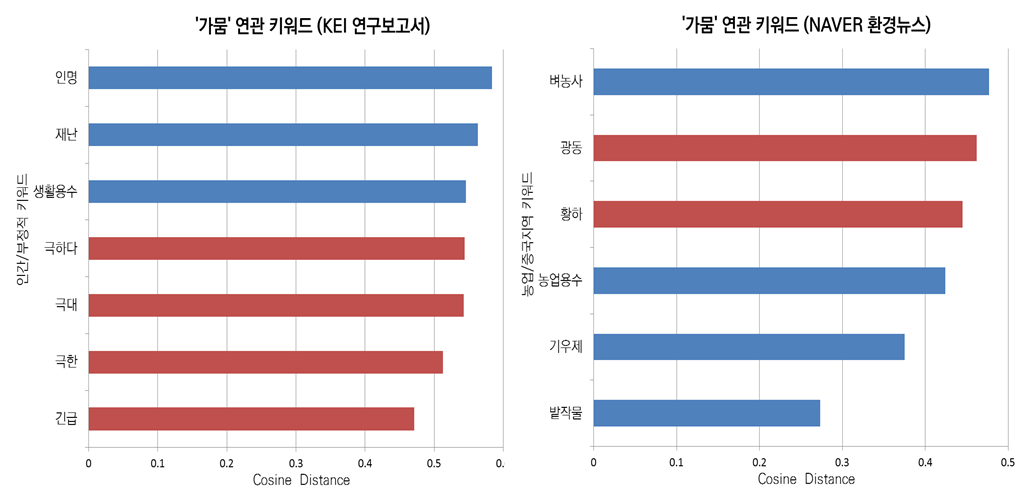 '가뭄' 연관 키워드 (KEI 연구보고서)
인간/부정적 키워드
인명
재난
생활용수
극하다
극대
극한
긴급
0 0.1 0.2 0.3 0.4 0.5 0.
Cosine Distance
'가뭄' 연관 키워드 (NAVER 환경뉴스)
농업/중국지역 키워드
벼농사
광동
황하
농업용수
기우제
밭작물
0 0.1 0.2 0.3 0.4 0.5
Cosine Distance